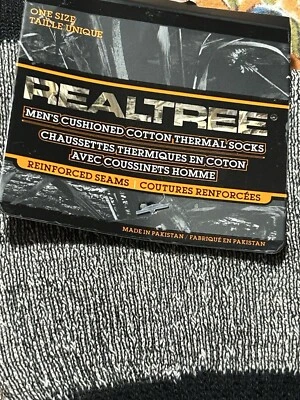 ONE SIZE
TAILLE UNIQUE
REALTREE
MEN'S CUSHIONED COTTON THERMAL SOCKS
CHAUSSETTES THERMIQUES EN COTON
AVEC COUSSINETS HOMME
REINFORCED SEAMS | COUTURES RENFORCÉES
MADE IN PAKISTAN / FABRIQUÉ EN PAKISTAN